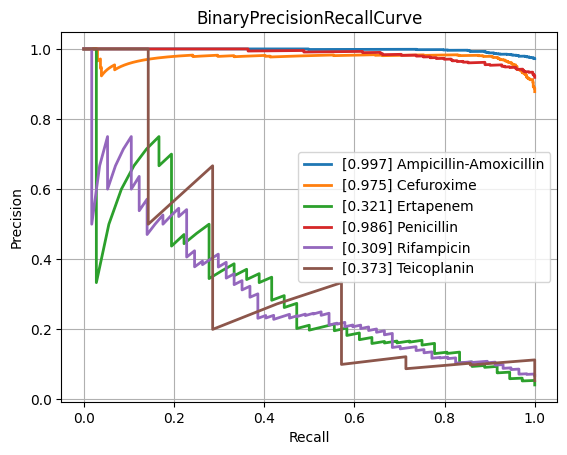 BinaryPrecisionRecallCurve
1.0
0.8
0.6
0.4
0.2
0.0
Precision
[0.997] Ampicillin-Amoxicillin
[0.975] Cefuroxime
[0.321] Ertapenem
[0.986] Penicillin
[0.309] Rifampicin
[0.373] Teicoplanin
0.0 0.2 0.4 0.6 0.8 1.0
Recall